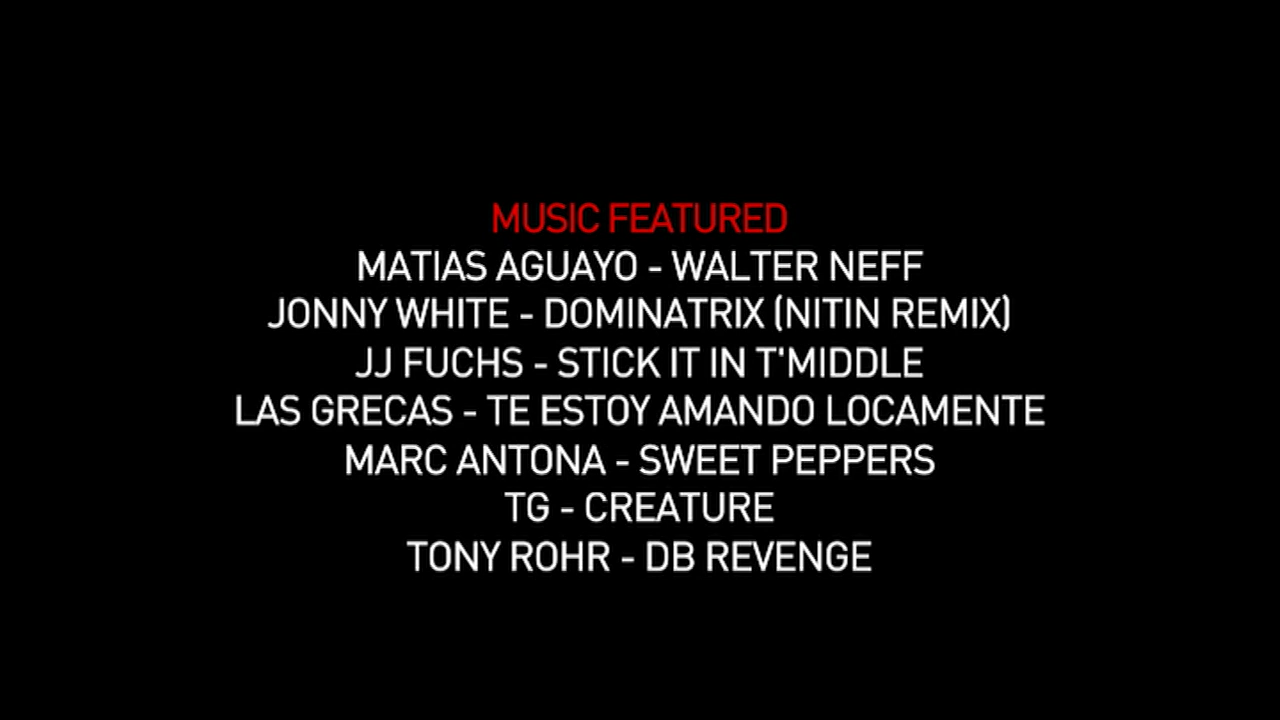 MUSIC FEATURED
MATIAS AGUAYO - WALTER NEFF
JONNY WHITE - DOMINATRIX (NITIN REMIX)
JJ FUCHS - STICK IT IN T'MIDDLE
LAS GRECAS - TE ESTOY AMANDO LOCAMENTE
MARC ANTONA - SWEET PEPPERS
TG - CREATURE
TONY ROHR - DB REVENGE